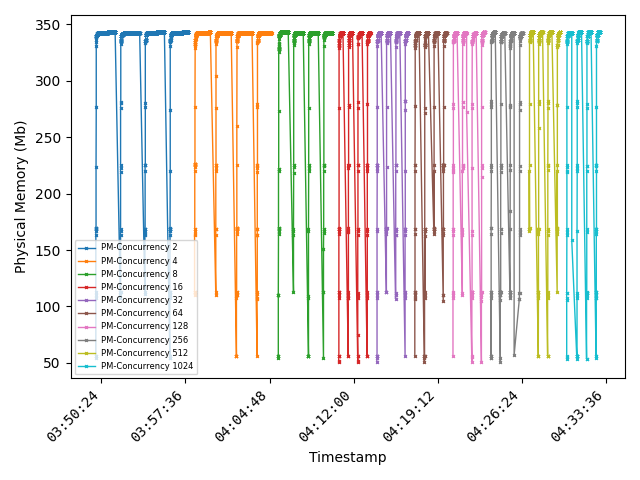 350
300
250
200
150
100
50
Physical Memory (Mb)
PM-Concurrency 2
PM-Concurrency 4
PM-Concurrency 8
PM-Concurrency 16
PM-Concurrency 32
PM-Concurrency 64
PM-Concurrency 128
PM-Concurrency 256
PM-Concurrency 512
PM-Concurrency 1024
03:50:24
03:57:36
04:04:48
04:12:00
04:19:12
04:26:24
04:33:36
Timestamp